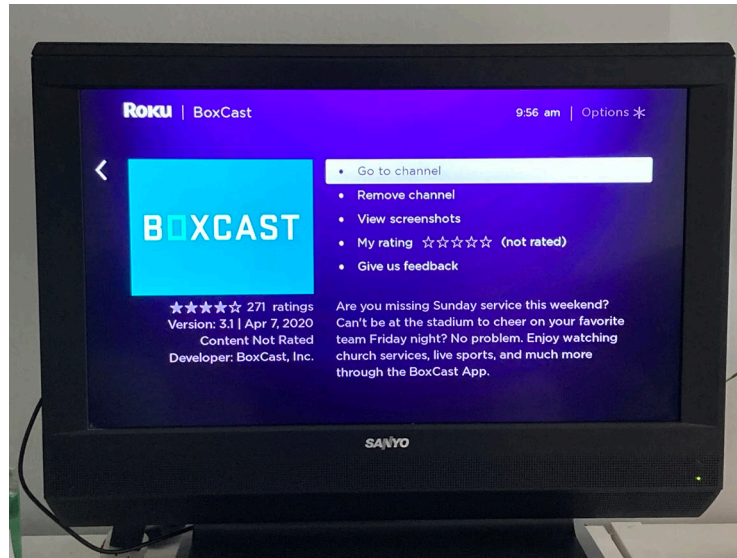 Roku | BoxCast
9:56 am | Options
BOXCAST
Go to channel
Remove channel
View screenshots
My rating ☆☆☆☆☆ (not rated)
Give us feedback
★★★★☆ 271 ratings
Version: 3.1 | Apr 7, 2020
Content Not Rated
Developer: BoxCast, Inc.
Are you missing Sunday service this weekend?
Can't be at the stadium to cheer on your favorite
team Friday night? No problem. Enjoy watching
church services, live sports, and much more
through the BoxCast App.
SANYO